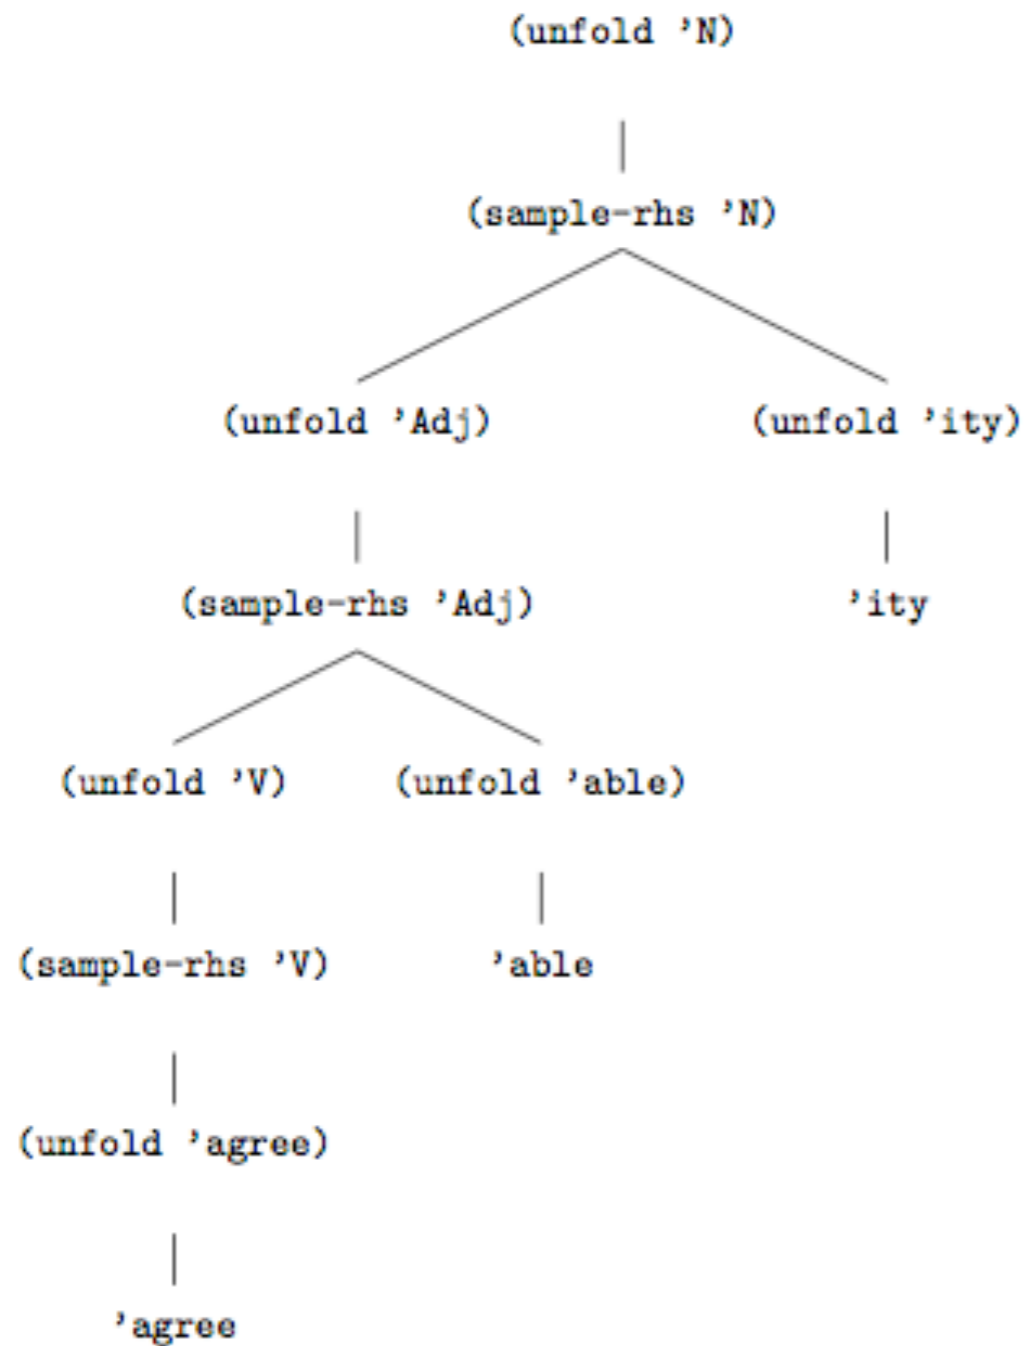 (unfold 'N)
(sample-rhs 'N)
(unfold 'Adj) (unfold 'ity)
(sample-rhs 'Adj) 'ity
(unfold 'V) (unfold 'able)
(sample-rhs 'V) 'able
(unfold 'agree)
'agree